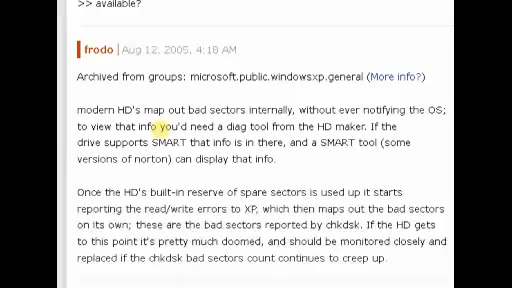 >> available?
frodo | Aug 12, 2005, 4:18 AM
Archived from groups: microsoft.public.windowsxp.general (More info?)
modern HD's map out bad sectors internally, without ever notifying the OS;
to view that info you'd need a diag tool from the HD maker. If the
drive supports SMART that info is in there, and a SMART tool (some
versions of norton) can display that info.
Once the HD's built-in reserve of spare sectors is used up it starts
reporting the read/write errors to XP, which then maps out the bad sectors
on its own; these are the bad sectors reported by chkdsk. If the HD gets
to this point it's pretty much doomed, and should be monitored closely and
replaced if the chkdsk bad sectors count continues to creep up.